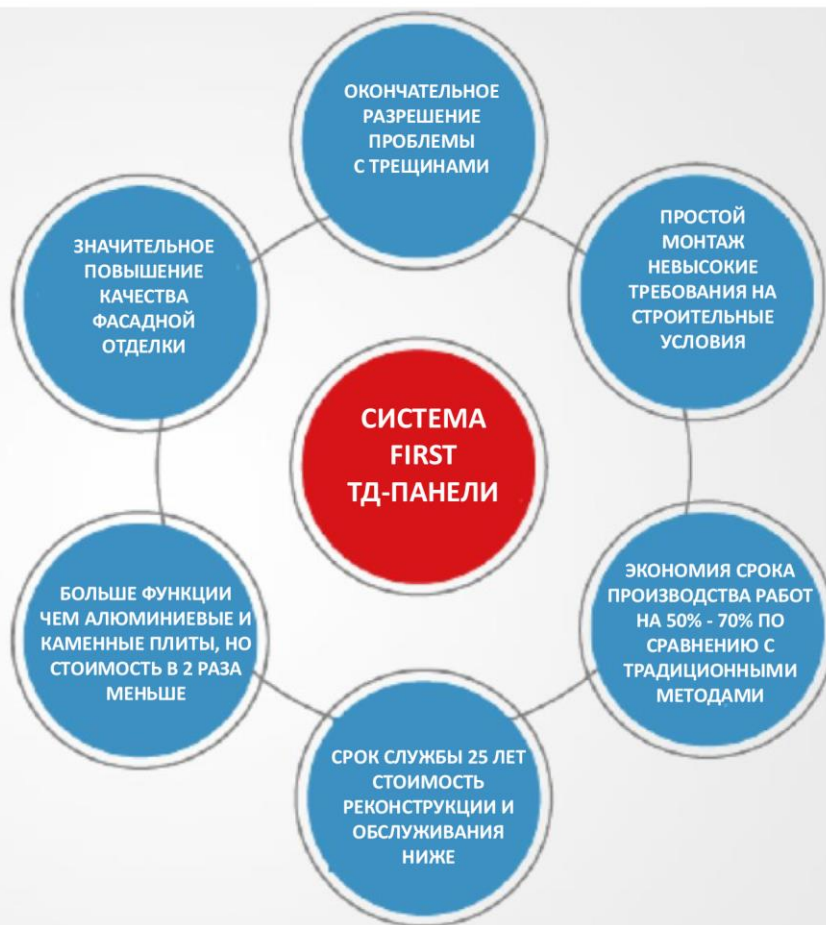 ОКОНЧАТЕЛЬНОЕ
РАЗРЕШЕНИЕ
ПРОБЛЕМЫ
С ТРЕЩИНАМИ
ПРОСТОЙ
МОНТАЖ
НЕВЫСОКИЕ
ТРЕБОВАНИЯ НА
СТРОИТЕЛЬНЫЕ
УСЛОВИЯ
ЭКОНОМИЯ СРОКА
ПРОИЗВОДСТВА РАБОТ
НА 50% - 70% ПО
СРАВНЕНИЮ С
ТРАДИЦИОННЫМИ
МЕТОДАМИ
СРОК СЛУЖБЫ 25 ЛЕТ
СТОИМОСТЬ
РЕКОНСТРУКЦИИ И
ОБСЛУЖИВАНИЯ
НИЖЕ
БОЛЬШЕ ФУНКЦИИ
ЧЕМ АЛЮМИНИЕВЫЕ И
КАМЕННЫЕ ПЛИТЫ, НО
СТОИМОСТЬ В 2 РАЗА
МЕНЬШЕ
ЗНАЧИТЕЛЬНОЕ
ПОВЫШЕНИЕ
КАЧЕСТВА
ФАСАДНОЙ
ОТДЕЛКИ
СИСТЕМА
FIRST
ТД-ПАНЕЛИ